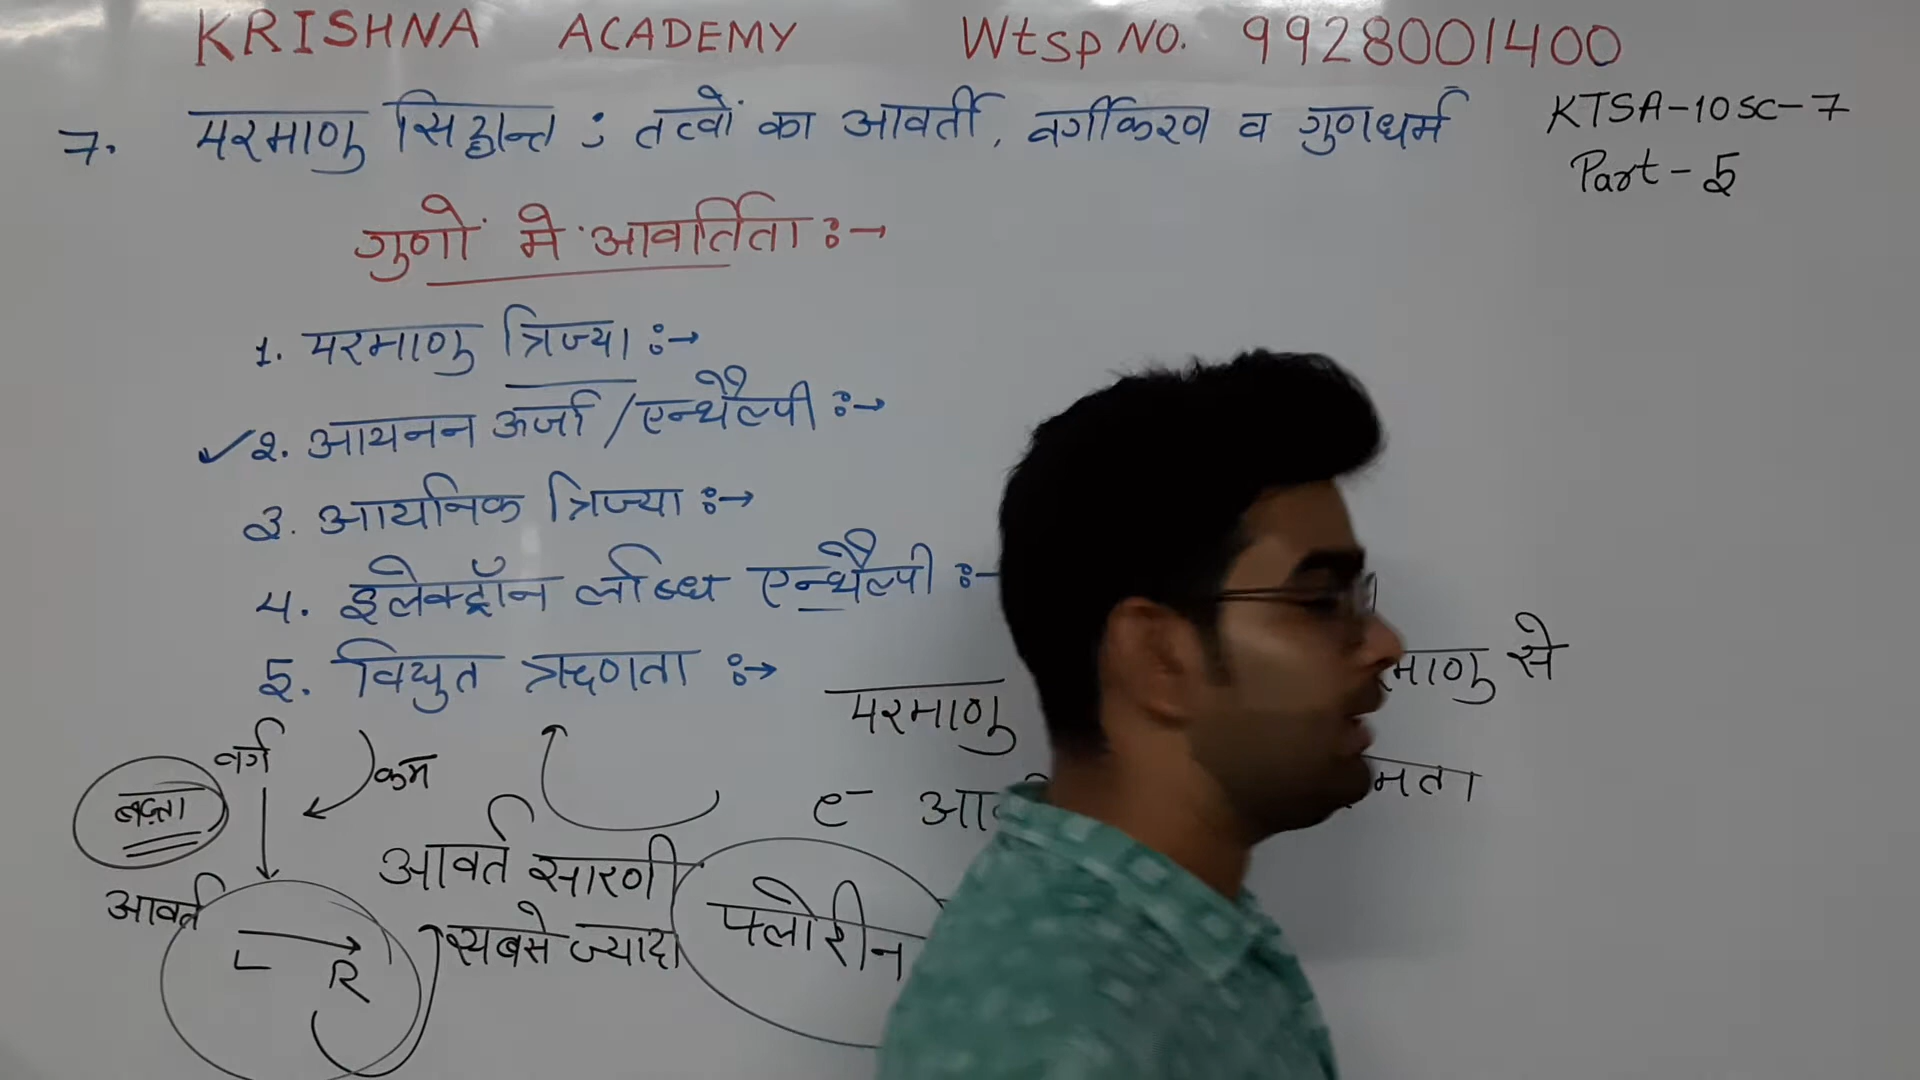 KRISHNA ACADEMY Wtsp NO. 9928001400
7. परमाणु सिद्धान्त : तत्वों का आवर्ती, वर्गीकरण व गुणधर्म
KTSA-10SC-7
Part-5
गुणों मे आवर्तिता :→
1. परमाणु त्रिज्या :→
✓2. आयनन ऊर्जा /एन्थैल्पी :→
3. आयनिक त्रिज्या :→
4. इलेक्ट्रॉन लब्धि एन्थैल्पी :-
5. विद्युत ऋणता :→
परमाणु से
वर्ग कम
बढ़ता
e⁻
आवर्त आवर्त सारणी
L → R सबसे ज्यादा फ्लोरीन